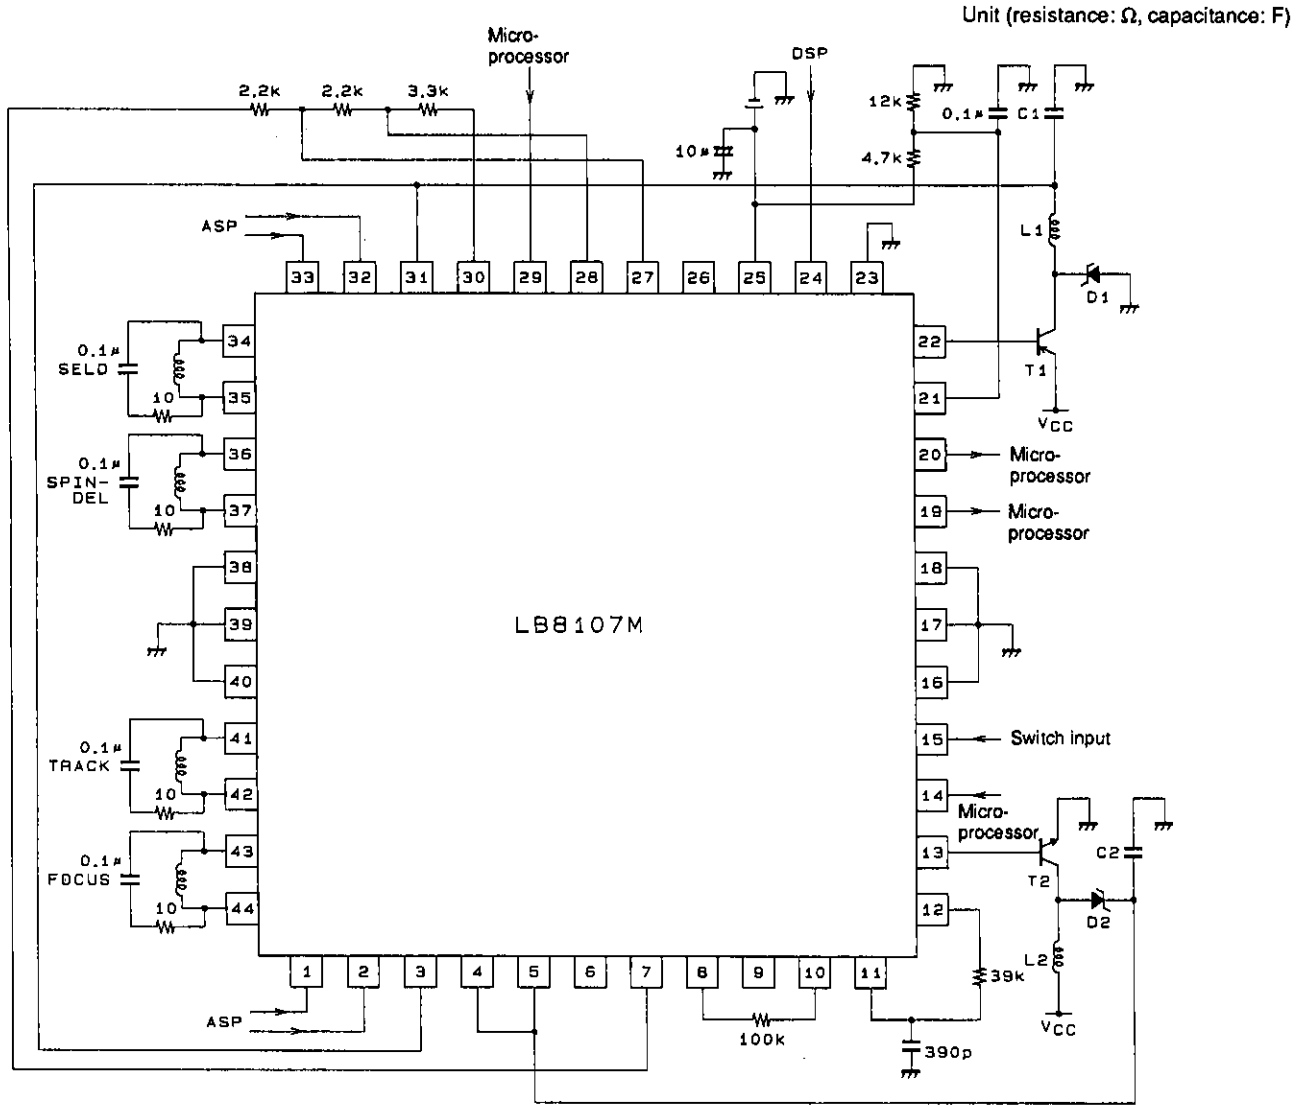 Unit (resistance: Ω, capacitance: F)
Micro-
processor
DSP
2.2k
2.2k
3.3k
12k
0.1μ
C1
10μ
4.7k
ASP
L1
33
32
31
30
29
28
27
26
25
24
23
D1
0.1μ
SELD
10
34
35
22
21
T1
VCC
0.1μ
SPIN-
DEL
10
36
37
20
Micro-
processor
19
Micro-
processor
38
39
40
LB8107M
18
17
16
0.1μ
TRACK
10
41
42
15
Switch input
14
Micro-
processor
0.1μ
FOCUS
10
43
44
13
T2
C2
12
D2
L2
39k
1
2
3
4
5
6
7
8
9
10
11
ASP
100k
390p
VCC